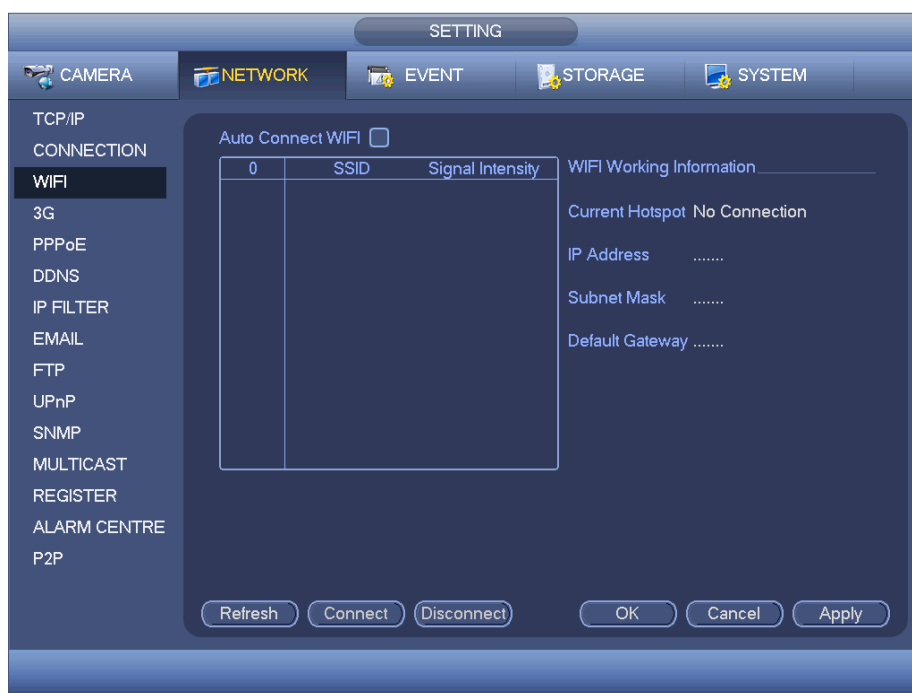 SETTING
CAMERA NETWORK EVENT STORAGE SYSTEM
TCP/IP
CONNECTION
WIFI
3G
PPPoE
DDNS
IP FILTER
EMAIL
FTP
UPnP
SNMP
MULTICAST
REGISTER
ALARM CENTRE
P2P
Auto Connect WIFI
0 SSID Signal Intensity
WIFI Working Information
Current Hotspot No Connection
IP Address .......
Subnet Mask .......
Default Gateway .......
Refresh Connect Disconnect OK Cancel Apply